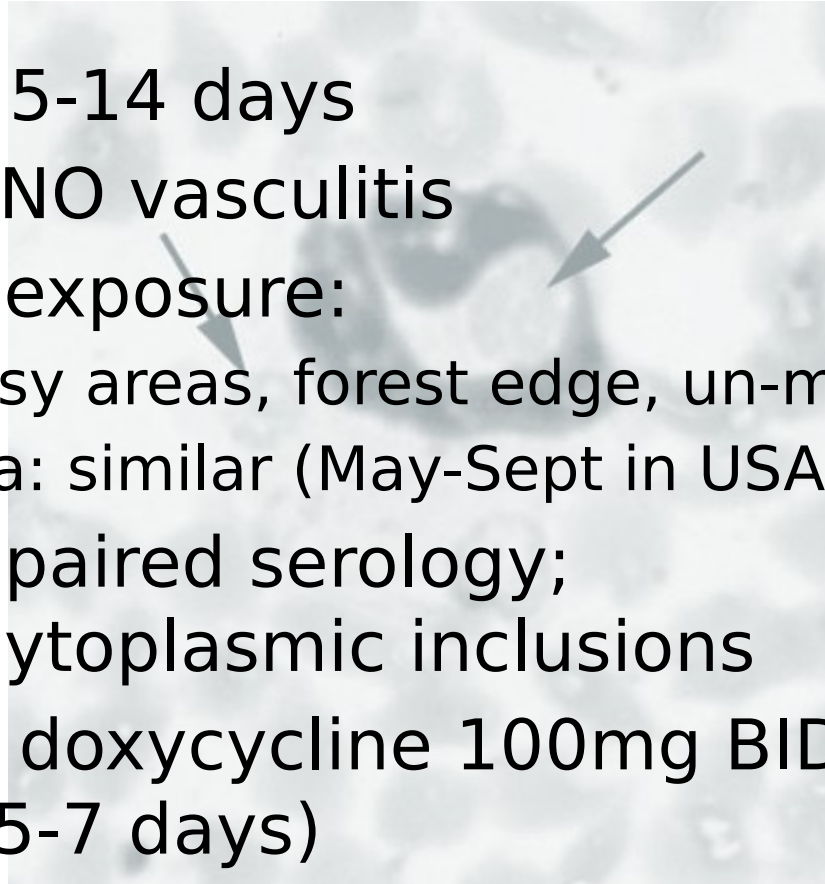 5-14 days
NO vasculitis
exposure:
sy areas, forest edge, un-m
a: similar (May-Sept in USA
paired serology;
ytoplasmic inclusions
doxycycline 100mg BID
5-7 days)